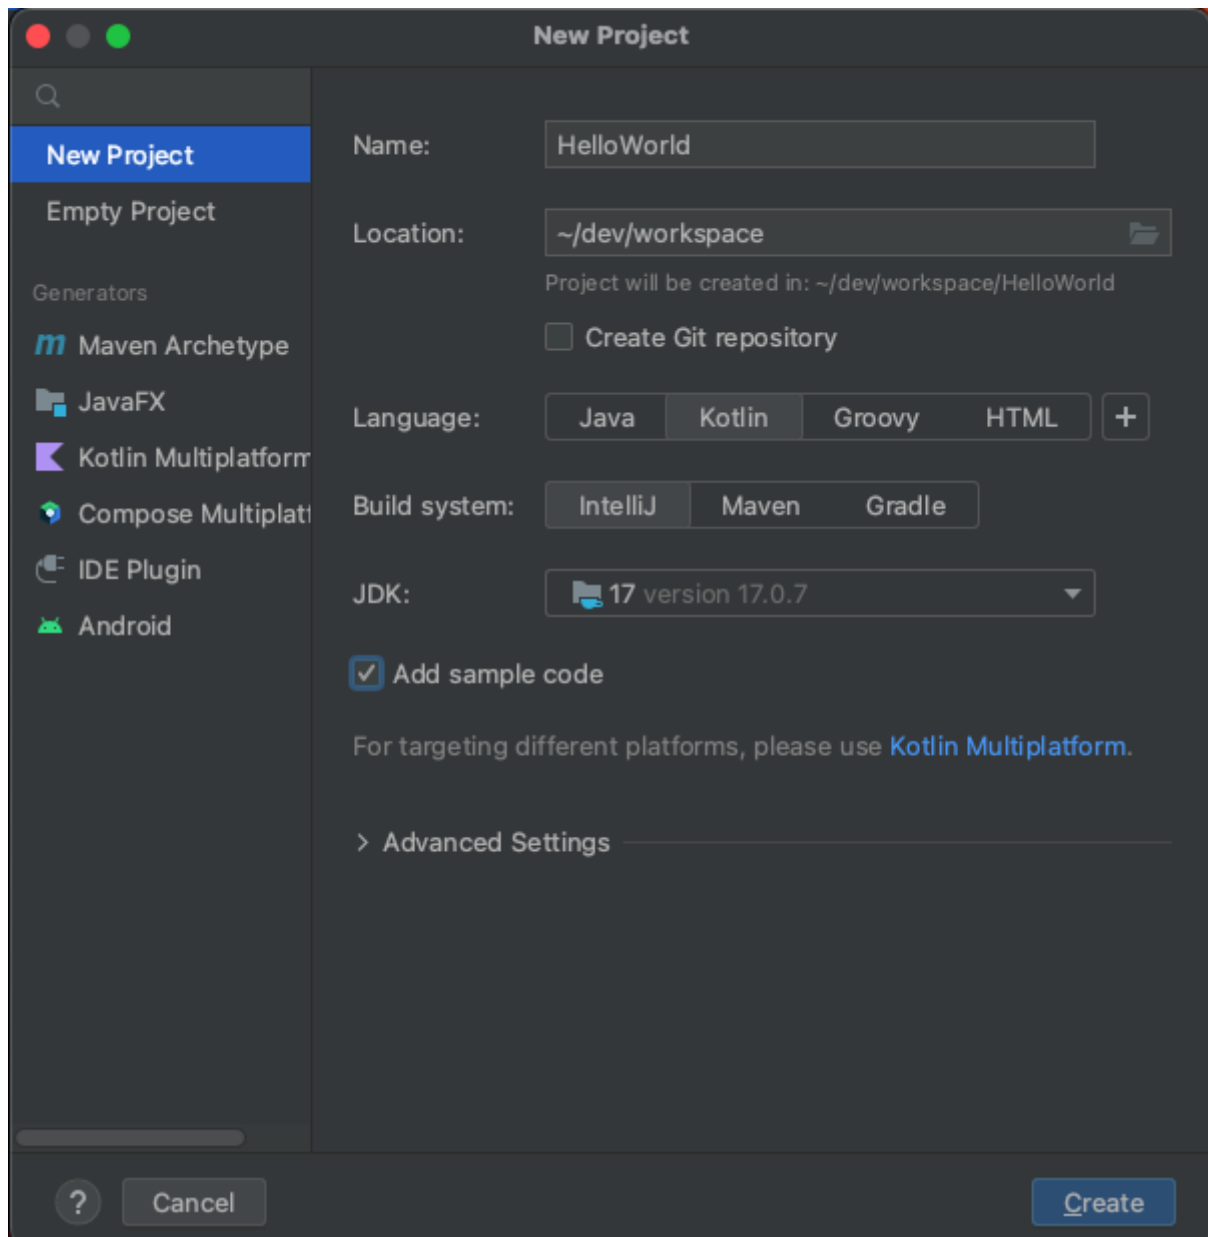 New Project
New Project
Empty Project
Generators
m Maven Archetype
JavaFX
Kotlin Multiplatform
Compose Multiplatf
IDE Plugin
Android
Name: HelloWorld
Location: ~/dev/workspace
Project will be created in: ~/dev/workspace/HelloWorld
Create Git repository
Language: Java Kotlin Groovy HTML +
Build system: IntelliJ Maven Gradle
JDK: 17 version 17.0.7
Add sample code
For targeting different platforms, please use Kotlin Multiplatform.
Advanced Settings
? Cancel Create